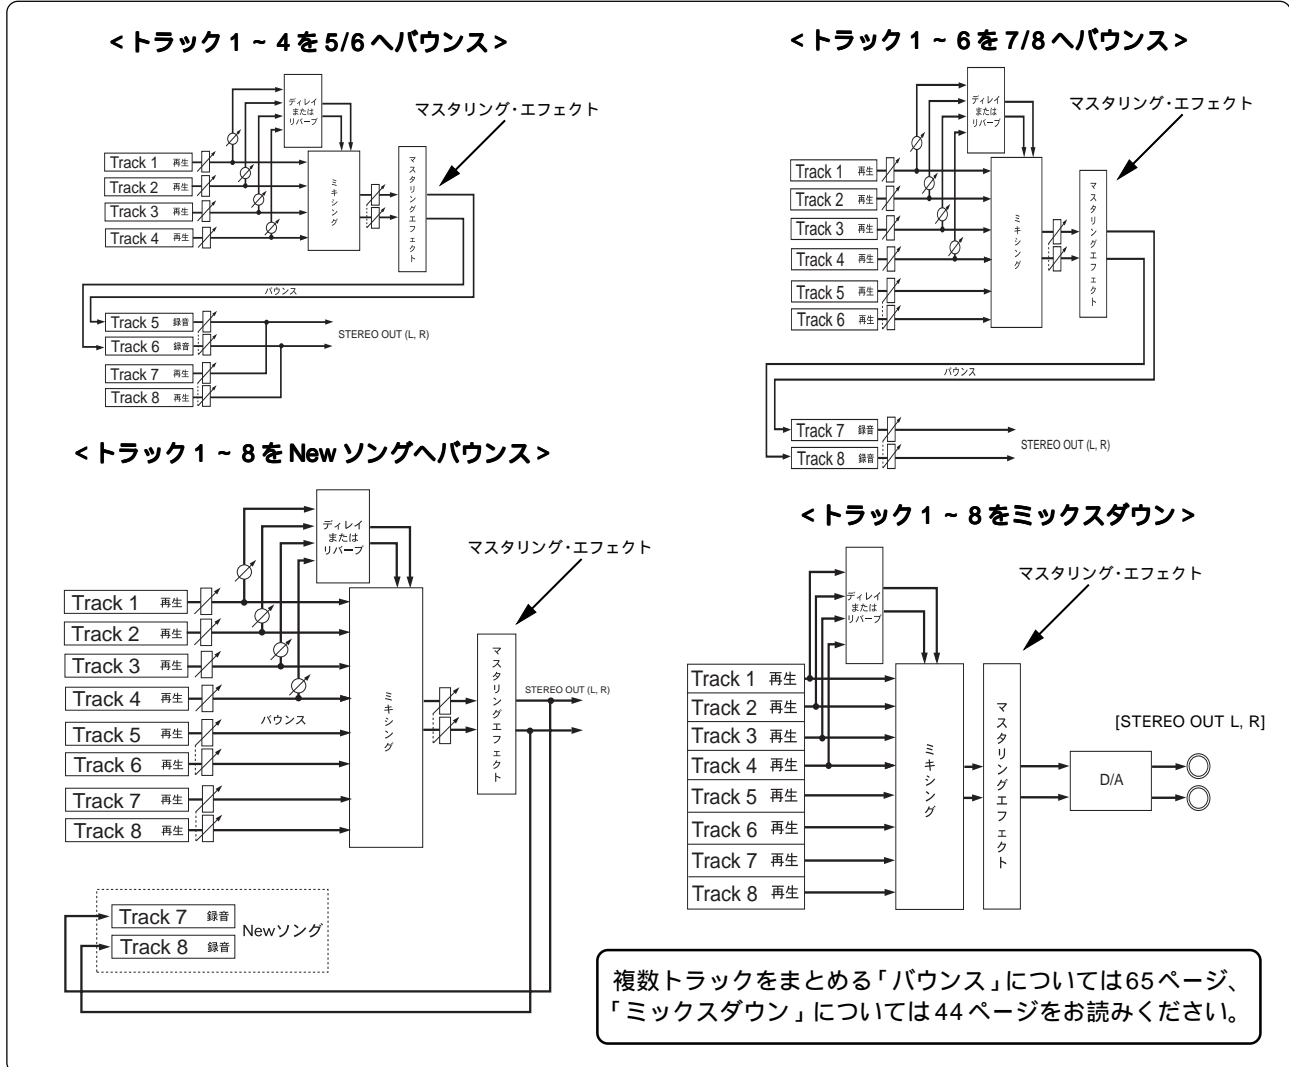 <トラック 1 ~ 4 を 5/6 へバウンス>
ディレイ
または
リバーブ
マスタリング・エフェクト
Track 1 再生
Track 2 再生
Track 3 再生
Track 4 再生
ミキシング
マスタリングエフェクト
バウンス
Track 5 録音
Track 6 録音
Track 7 再生
Track 8 再生
STEREO OUT (L, R)
<トラック 1 ~ 6 を 7/8 へバウンス>
ディレイ
または
リバーブ
マスタリング・エフェクト
Track 1 再生
Track 2 再生
Track 3 再生
Track 4 再生
Track 5 再生
Track 6 再生
ミキシング
マスタリングエフェクト
バウンス
Track 7 録音
Track 8 録音
STEREO OUT (L, R)
<トラック 1 ~ 8 を New ソングへバウンス>
ディレイ
または
リバーブ
マスタリング・エフェクト
Track 1 再生
Track 2 再生
Track 3 再生
Track 4 再生
バウンス
Track 5 再生
Track 6 再生
Track 7 再生
Track 8 再生
ミキシング
マスタリングエフェクト
STEREO OUT (L, R)
Track 7 録音
Track 8 録音
Newソング
<トラック 1 ~ 8 をミックスダウン>
ディレイ
または
リバーブ
マスタリング・エフェクト
Track 1 再生
Track 2 再生
Track 3 再生
Track 4 再生
Track 5 再生
Track 6 再生
Track 7 再生
Track 8 再生
ミキシング
マスタリングエフェクト
D/A
[STEREO OUT L, R]
複数トラックをまとめる「バウンス」については65ページ、
「ミックスダウン」については44ページをお読みください。